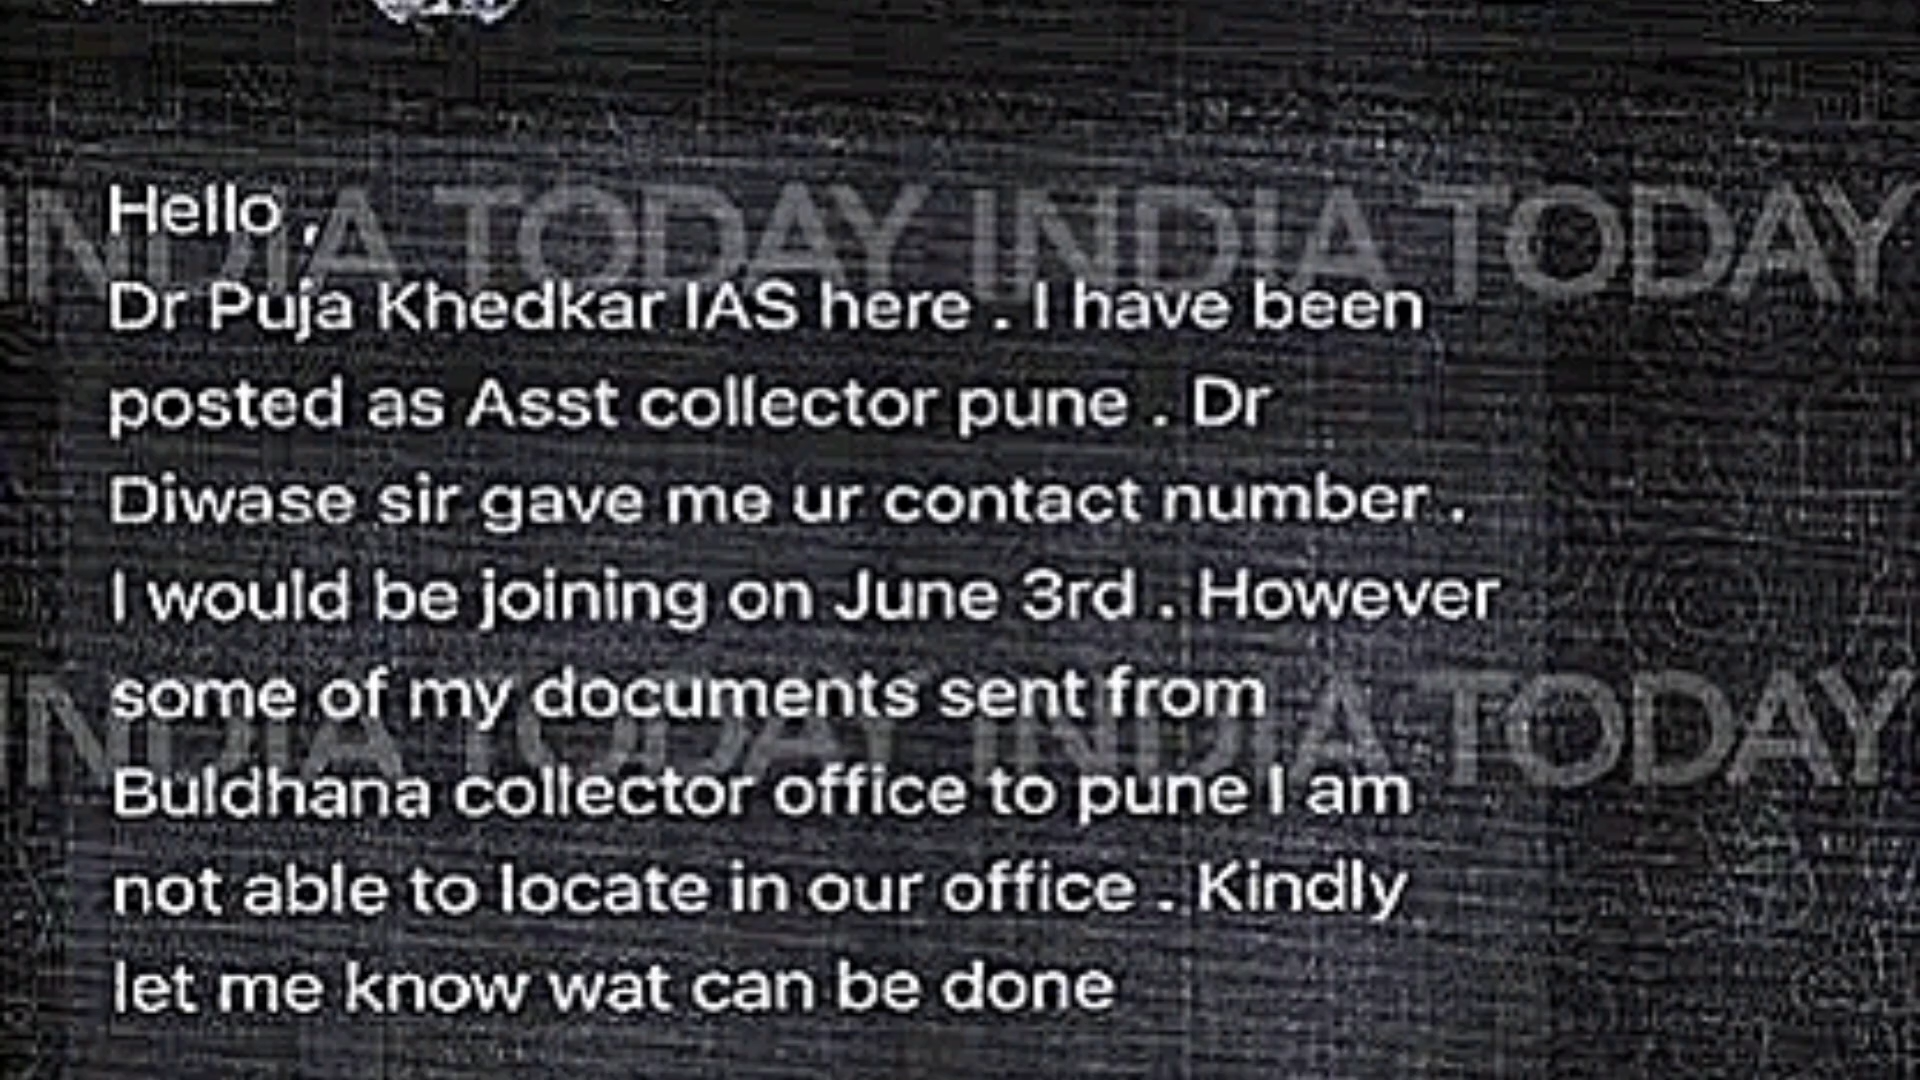 INDIA TODAY INDIA TODAY
Hello ,
Dr Puja Khedkar IAS here . I have been
posted as Asst collector pune . Dr
Diwase sir gave me ur contact number .
I would be joining on June 3rd . However
some of my documents sent from
INDIA TODAY INDIA TODAY
Buldhana collector office to pune I am
not able to locate in our office . Kindly
let me know wat can be done